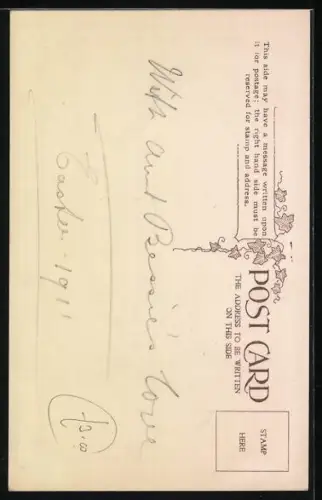 This side may have a message written upon
it for postage; the right hand side must be
reserved for stamp and address.
POST CARD
THE ADDRESS TO BE WRITTEN
ON THIS SIDE
STAMP
HERE
With Aunt Bessie's love
Easter - 1911